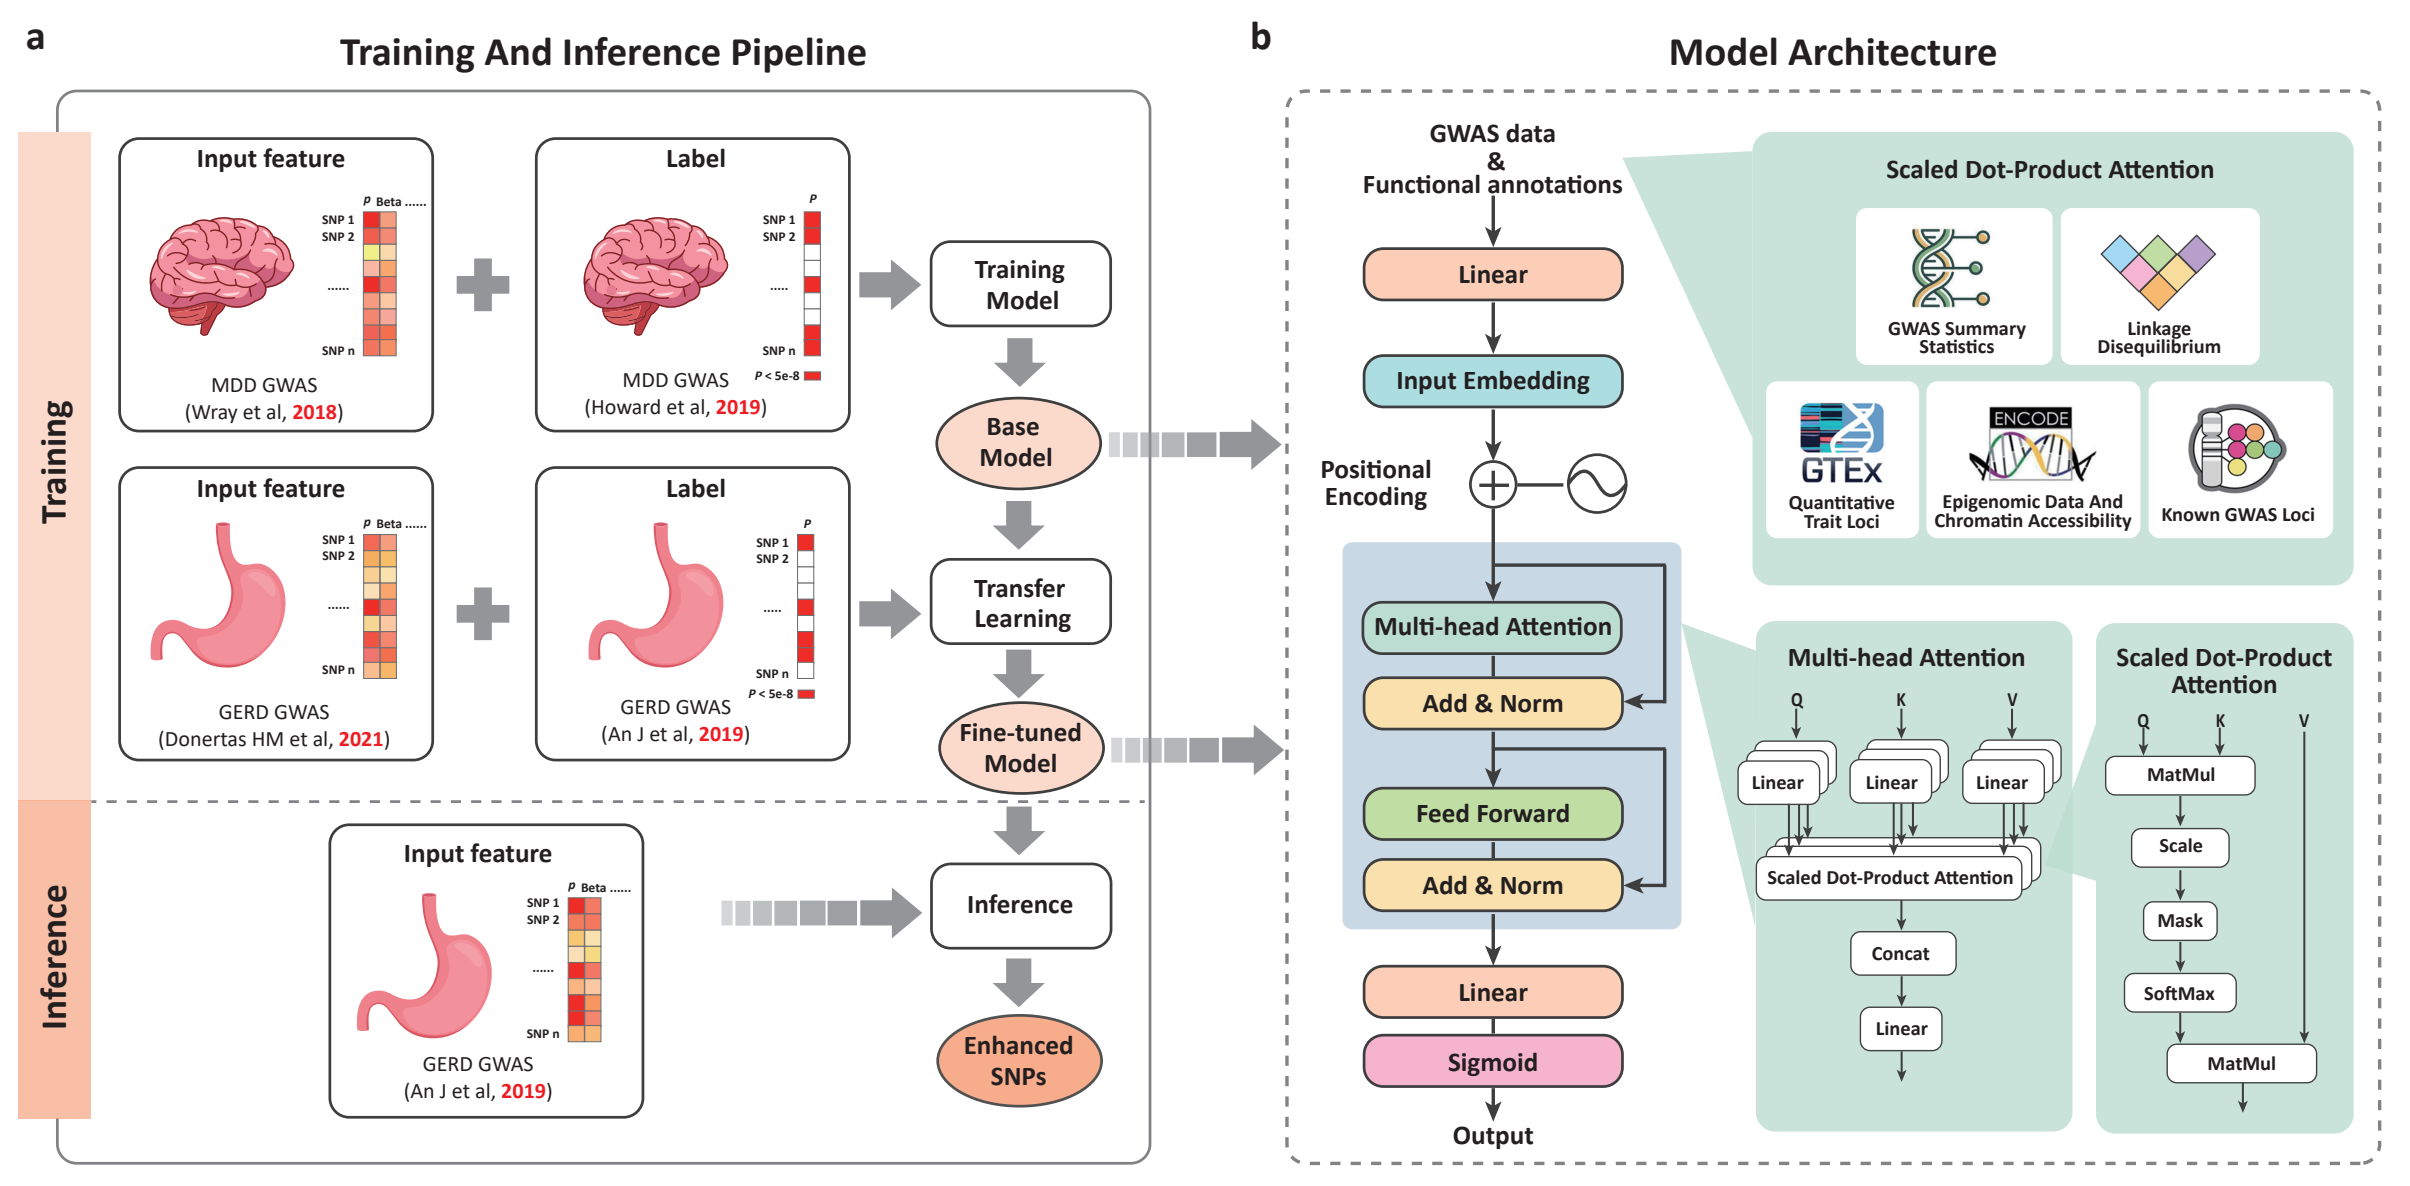 a
Training And Inference Pipeline
Training
Input feature
p Beta ......
SNP 1
SNP 2
......
SNP n
MDD GWAS
(Wray et al, 2018)
Label
P
SNP 1
SNP 2
.....
SNP n
P < 5e-8
MDD GWAS
(Howard et al, 2019)
Training
Model
Base
Model
Input feature
p Beta ......
SNP 1
SNP 2
......
SNP n
GERD GWAS
(Donertas HM et al, 2021)
Label
P
SNP 1
SNP 2
.....
SNP n
P < 5e-8
GERD GWAS
(An J et al, 2019)
Transfer
Learning
Fine-tuned
Model
Inference
Input feature
p Beta ......
SNP 1
SNP 2
......
SNP n
GERD GWAS
(An J et al, 2019)
Inference
Enhanced
SNPs
b
Model Architecture
GWAS data
&
Functional annotations
Linear
Input Embedding
Positional
Encoding
Multi-head Attention
Add & Norm
Feed Forward
Add & Norm
Linear
Sigmoid
Output
Scaled Dot-Product Attention
GWAS Summary
Statistics
Linkage
Disequilibrium
GTEx
Quantitative
Trait Loci
ENCODE
Epigenomic Data And
Chromatin Accessibility
Known GWAS Loci
Multi-head Attention
Q K V
Linear Linear Linear
Scaled Dot-Product Attention
Concat
Linear
Scaled Dot-Product
Attention
Q K V
MatMul
Scale
Mask
SoftMax
MatMul